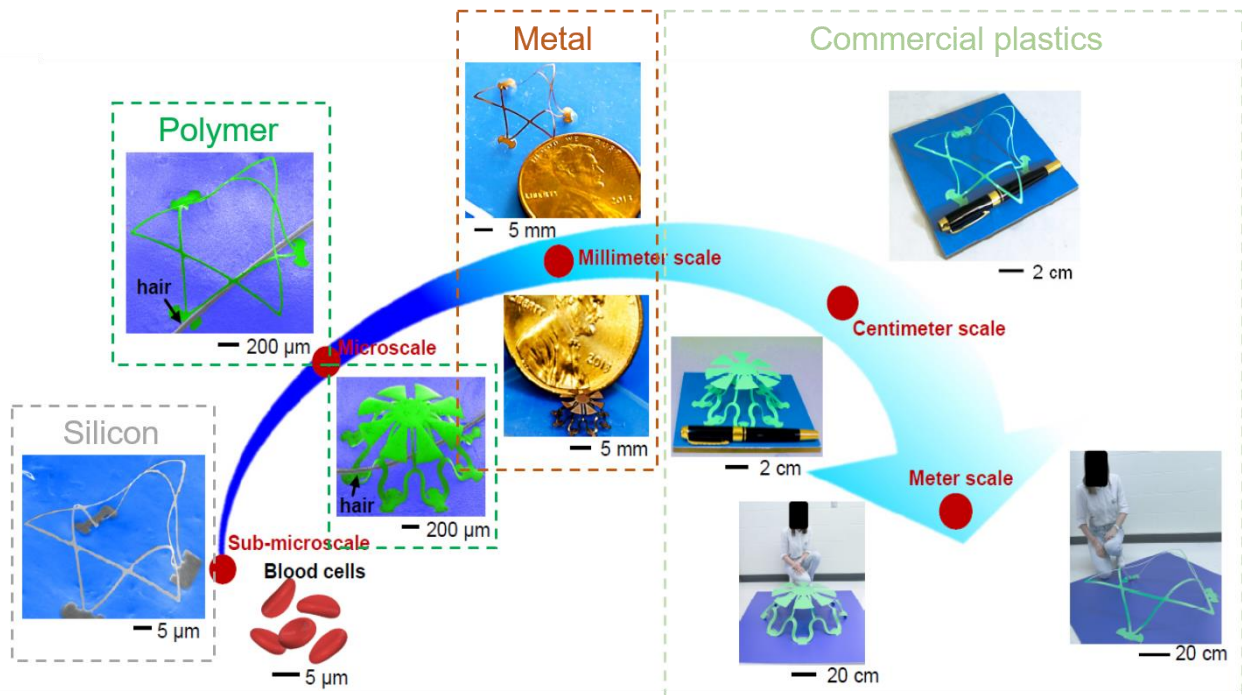 Metal
Commercial plastics
Polymer
5 mm
Millimeter scale
2 cm
hair
200 µm
Microscale
Centimeter scale
Silicon
5 mm
2 cm
hair
200 µm
Meter scale
Sub-microscale
Blood cells
5 µm
5 µm
20 cm
20 cm
LIBERTY
2011